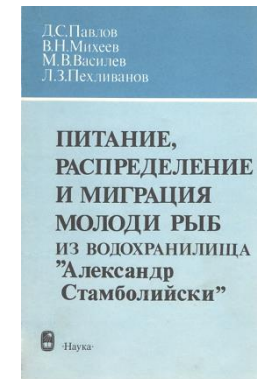 Д.С.Павлов
В.Н.Михеев
М.В.Василев
Л.З.Пехливанов
ПИТАНИЕ,
РАСПРЕДЕЛЕНИЕ
И МИГРАЦИЯ
МОЛОДИ РЫБ
ИЗ ВОДОХРАНИЛИЩА
"Александр
Стамболийски"
·Наука·